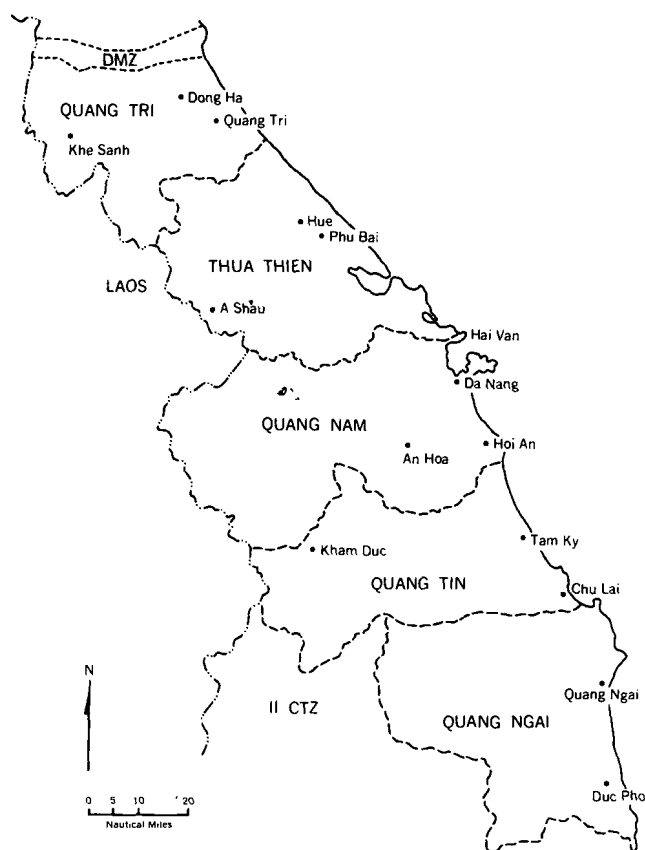 DMZ
Dong Ha
QUANG TRI
Quang Tri
Khe Sanh
Hue
Phu Bai
THUA THIEN
LAOS
A Shau
Hai Van
Da Nang
QUANG NAM
An Hoa
Hoi An
Tam Ky
Kham Duc
QUANG TIN
Chu Lai
N
II CTZ
Quang Ngai
QUANG NGAI
Duc Pho
0 5 10 20
Nautical Miles